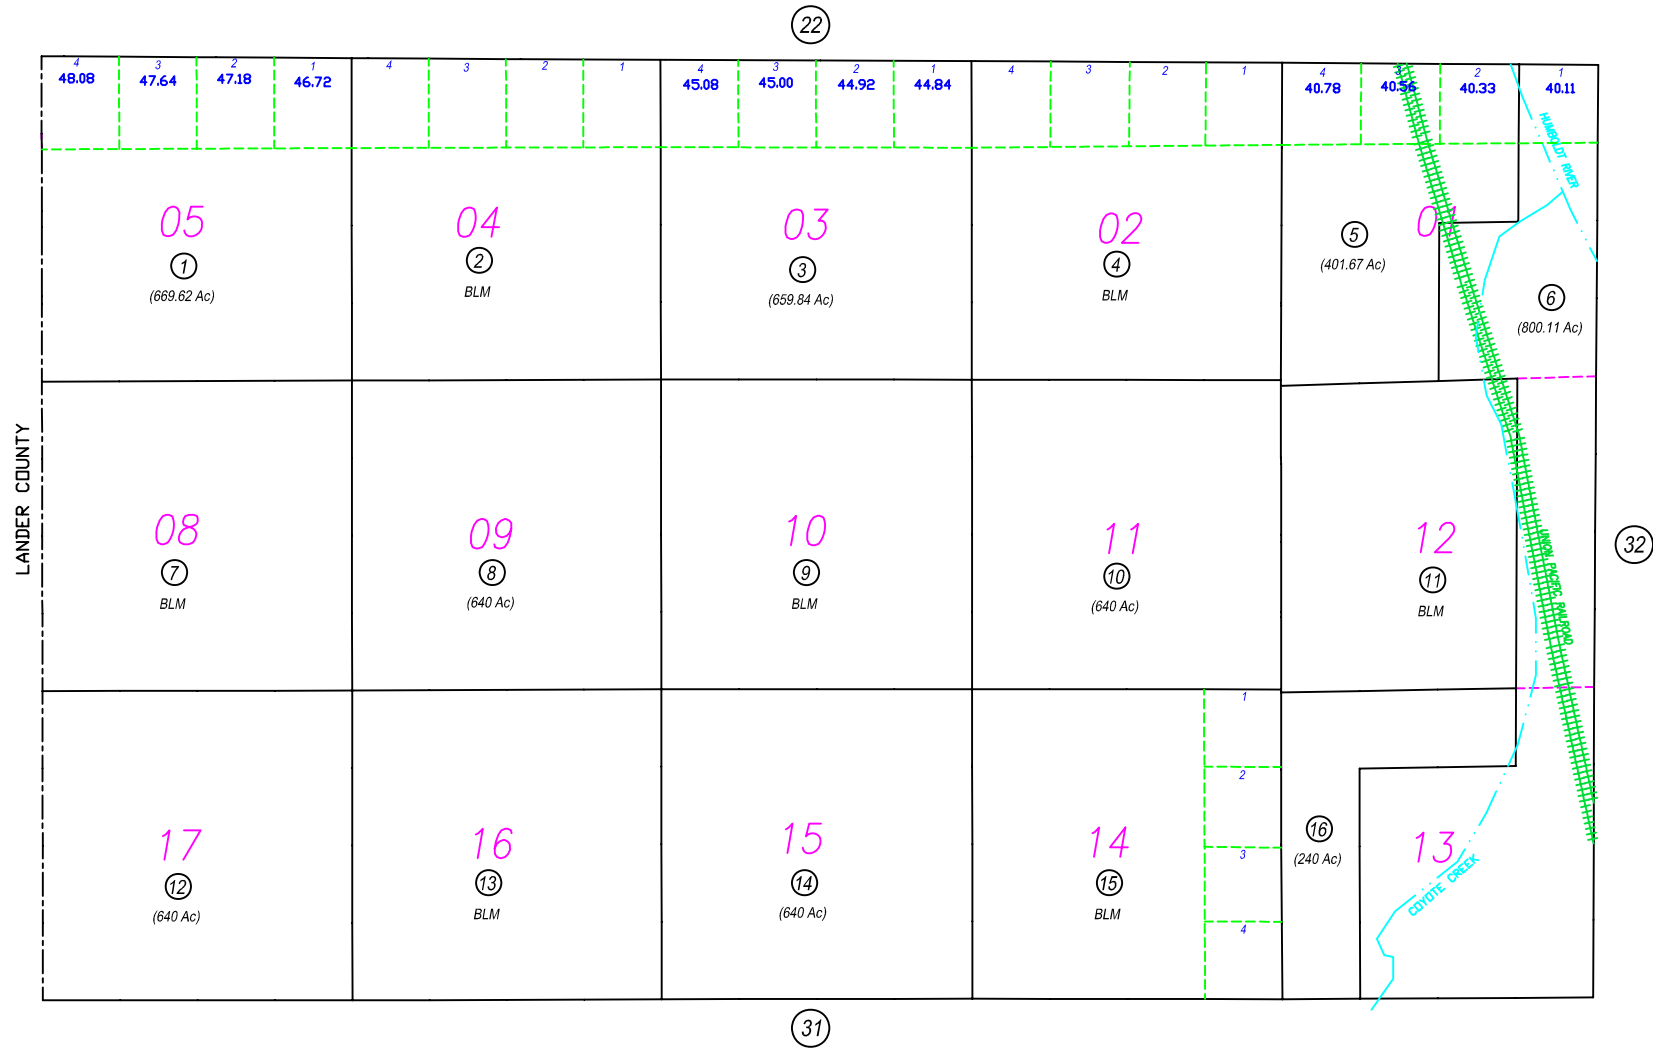 22
4 3 2 1 4 3 2 1 4 3 2 1 4 3 2 1 4 3 2 1
48.08 47.64 47.18 46.72 45.08 45.00 44.92 44.84 40.78 40.56 40.33 40.11
HUMBOLDT RIVER
05 04 03 02 01
1 2 3 4 5 6
(669.62 Ac) BLM (659.84 Ac) BLM (401.67 Ac) (800.11 Ac)
LANDER COUNTY
08 09 10 11 12
7 8 9 10 11
BLM (640 Ac) BLM (640 Ac) BLM
UNION PACIFIC RAILROAD
32
1
2
3
4
17 16 15 14 13
12 13 14 15 16
(640 Ac) BLM (640 Ac) BLM (240 Ac)
COYOTE CREEK
31